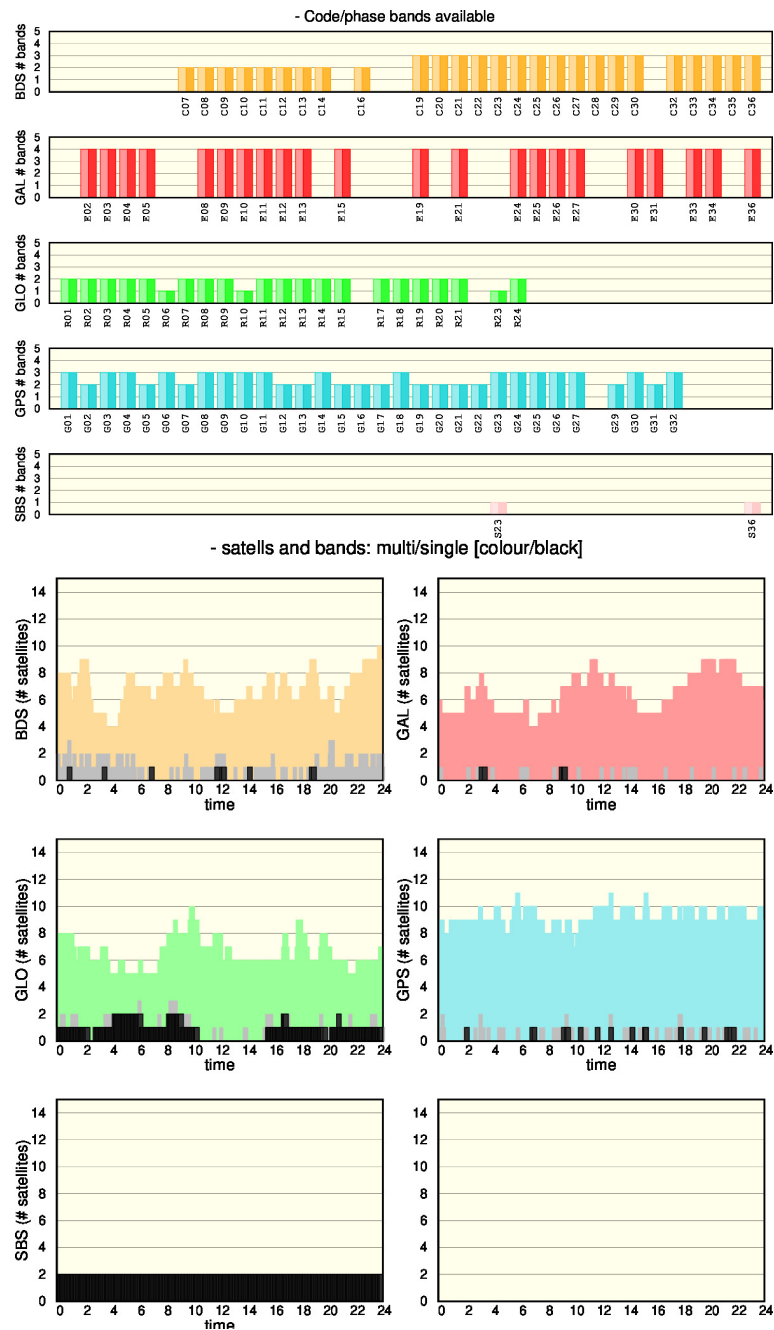 - Code/phase bands available
BDS # bands
5
4
3
2
1
0
C07 C08 C09 C10 C11 C12 C13 C14 C16 C19 C20 C21 C22 C23 C24 C25 C26 C27 C28 C29 C30 C32 C33 C34 C35 C36
GAL # bands
5
4
3
2
1
0
E02 E03 E04 E05 E08 E09 E10 E11 E12 E13 E15 E19 E21 E24 E25 E26 E27 E30 E31 E33 E34 E36
GLO # bands
5
4
3
2
1
0
R01 R02 R03 R04 R05 R06 R07 R08 R09 R10 R11 R12 R13 R14 R15 R17 R18 R19 R20 R21 R23 R24
GPS # bands
5
4
3
2
1
0
G01 G02 G03 G04 G05 G06 G07 G08 G09 G10 G11 G12 G13 G14 G15 G16 G17 G18 G19 G20 G21 G22 G23 G24 G25 G26 G27 G29 G30 G31 G32
SBS # bands
5
4
3
2
1
0
S23 S36
- satells and bands: multi/single [colour/black]
BDS (# satellites)
14
12
10
8
6
4
2
0
0 2 4 6 8 10 12 14 16 18 20 22 24
time
GAL (# satellites)
14
12
10
8
6
4
2
0
0 2 4 6 8 10 12 14 16 18 20 22 24
time
GLO (# satellites)
14
12
10
8
6
4
2
0
0 2 4 6 8 10 12 14 16 18 20 22 24
time
GPS (# satellites)
14
12
10
8
6
4
2
0
0 2 4 6 8 10 12 14 16 18 20 22 24
time
SBS (# satellites)
14
12
10
8
6
4
2
0
0 2 4 6 8 10 12 14 16 18 20 22 24
time
14
12
10
8
6
4
2
0
0 2 4 6 8 10 12 14 16 18 20 22 24